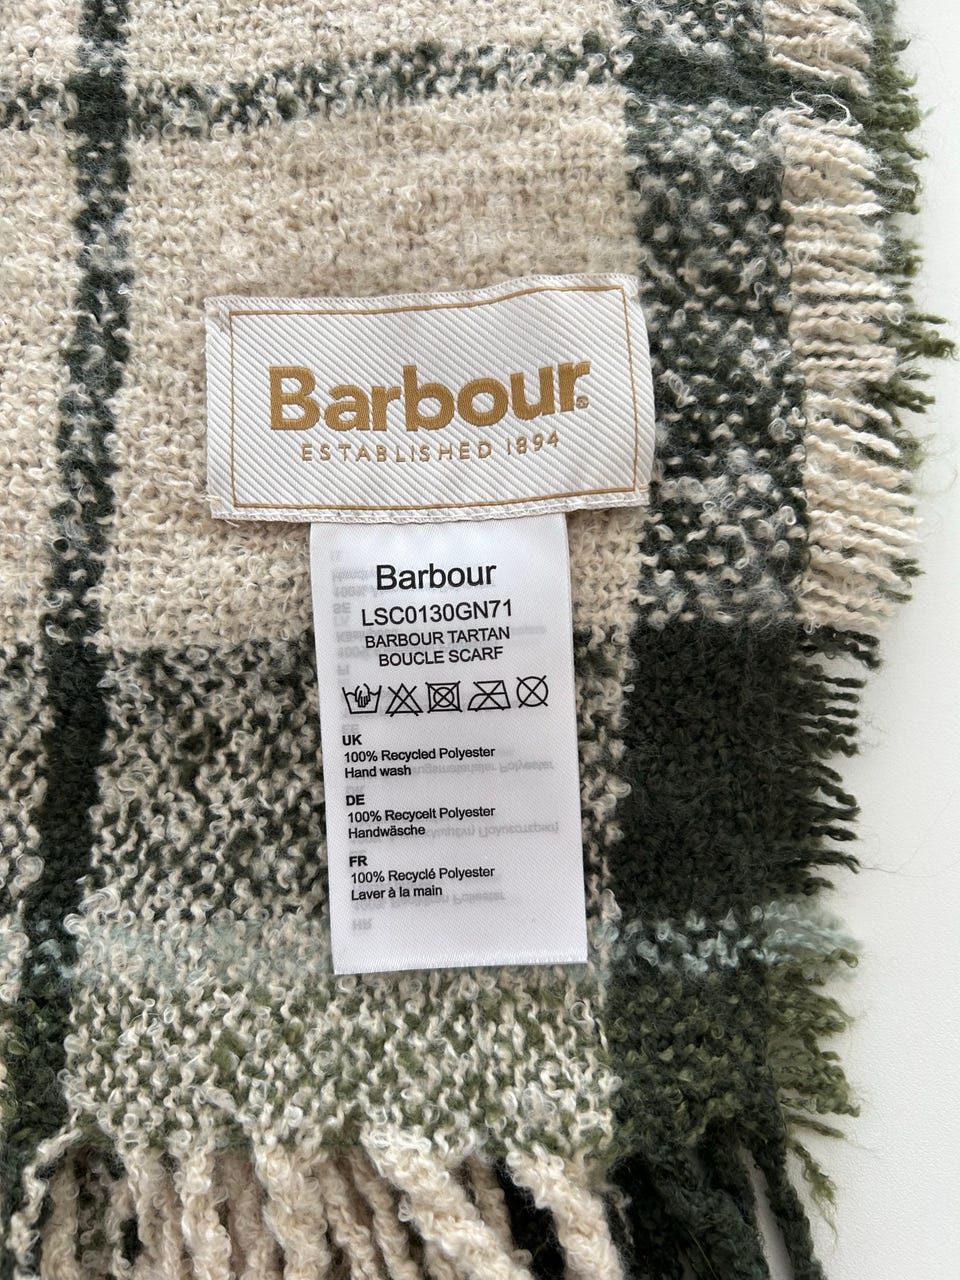 Barbour
ESTABLISHED 1894
Barbour
LSC0130GN71
BARBOUR TARTAN
BOUCLE SCARF
UK
100% Recycled Polyester
Hand wash
DE
100% Recycelt Polyester
Handwäsche
FR
100% Recyclé Polyester
Laver à la main